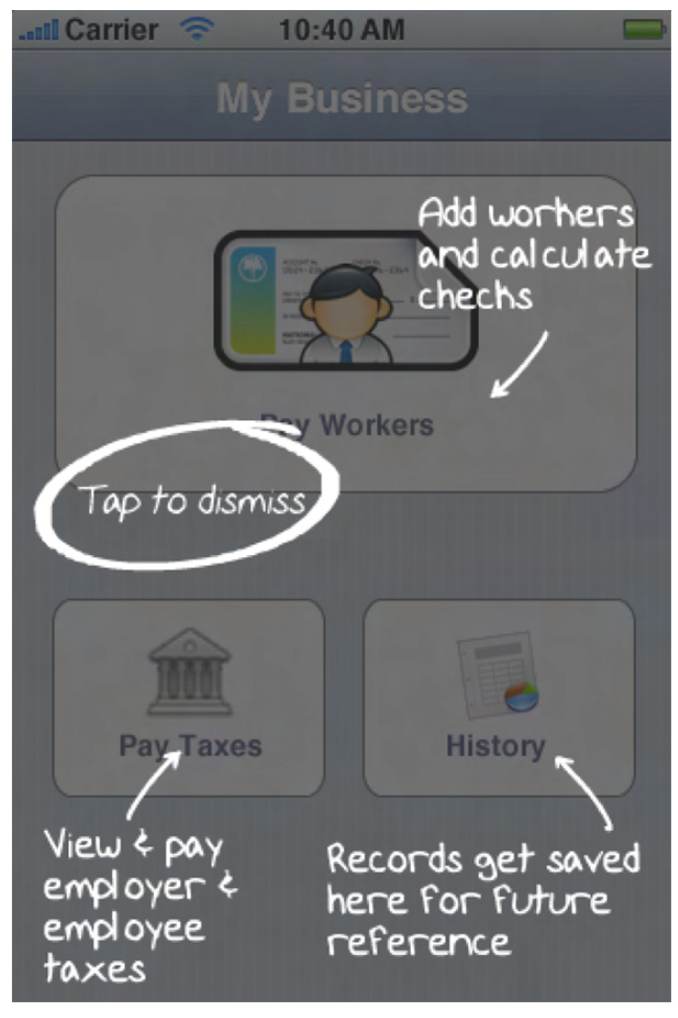 Carrier 10:40 AM
My Business
Add workers
and calculate
checks
Pay Workers
Tap to dismiss
Pay Taxes
History
View & pay
employer &
employee
taxes
Records get saved
here for future
reference